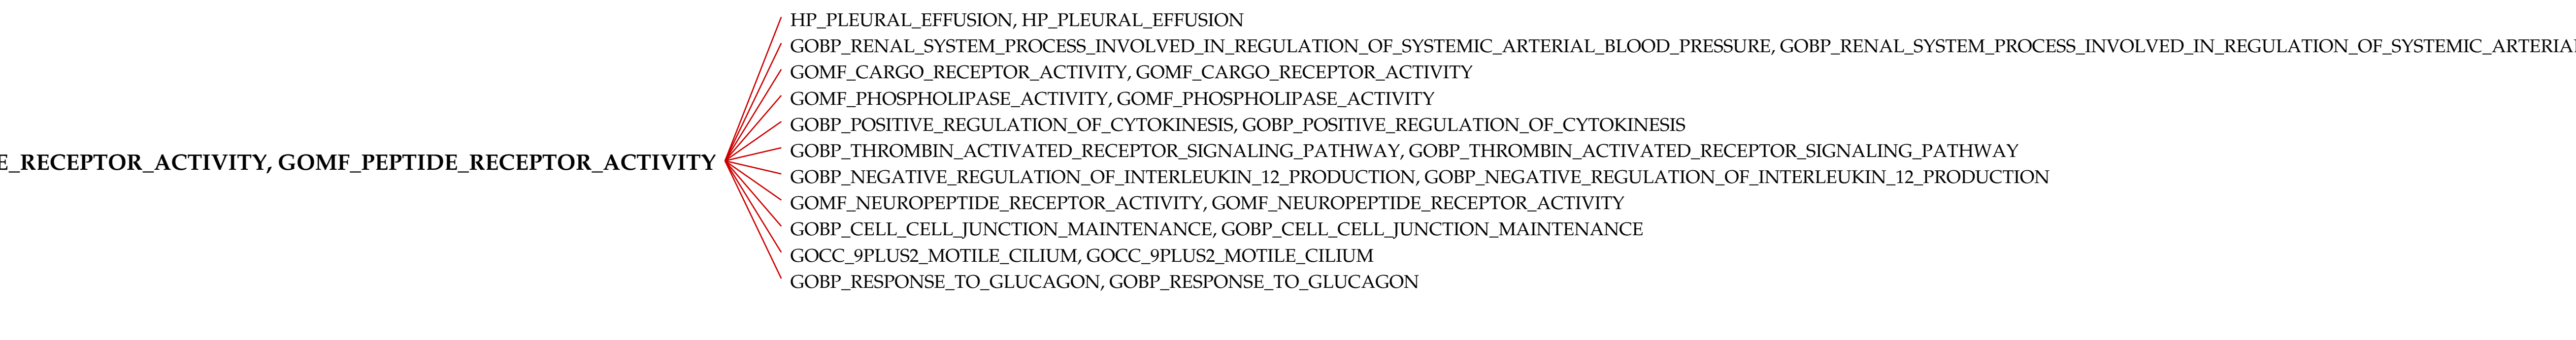 HP_PLEURAL_EFFUSION, HP_PLEURAL_EFFUSION
GOBP_RENAL_SYSTEM_PROCESS_INVOLVED_IN_REGULATION_OF_SYSTEMIC_ARTERIAL_BLOOD_PRESSURE, GOBP_RENAL_SYSTEM_PROCESS_INVOLVED_IN_REGULATION_OF_SYSTEMIC_ARTERIA
GOMF_CARGO_RECEPTOR_ACTIVITY, GOMF_CARGO_RECEPTOR_ACTIVITY
GOMF_PHOSPHOLIPASE_ACTIVITY, GOMF_PHOSPHOLIPASE_ACTIVITY
GOBP_POSITIVE_REGULATION_OF_CYTOKINESIS, GOBP_POSITIVE_REGULATION_OF_CYTOKINESIS
GOBP_THROMBIN_ACTIVATED_RECEPTOR_SIGNALING_PATHWAY, GOBP_THROMBIN_ACTIVATED_RECEPTOR_SIGNALING_PATHWAY
E_RECEPTOR_ACTIVITY, GOMF_PEPTIDE_RECEPTOR_ACTIVITY
GOBP_NEGATIVE_REGULATION_OF_INTERLEUKIN_12_PRODUCTION, GOBP_NEGATIVE_REGULATION_OF_INTERLEUKIN_12_PRODUCTION
GOMF_NEUROPEPTIDE_RECEPTOR_ACTIVITY, GOMF_NEUROPEPTIDE_RECEPTOR_ACTIVITY
GOBP_CELL_CELL_JUNCTION_MAINTENANCE, GOBP_CELL_CELL_JUNCTION_MAINTENANCE
GOCC_9PLUS2_MOTILE_CILIUM, GOCC_9PLUS2_MOTILE_CILIUM
GOBP_RESPONSE_TO_GLUCAGON, GOBP_RESPONSE_TO_GLUCAGON